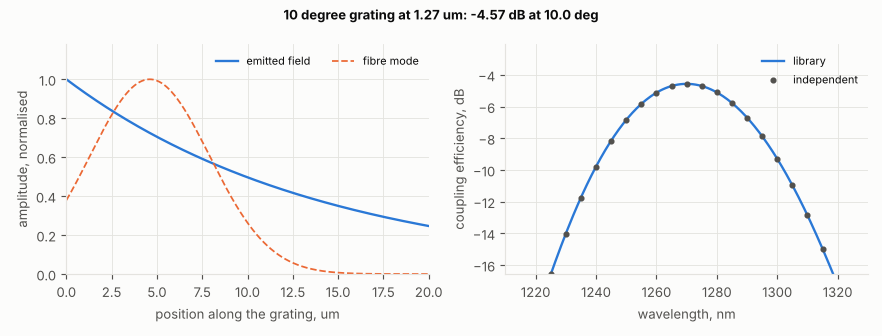 10 degree grating at 1.27 um: -4.57 dB at 10.0 deg
emitted field
fibre mode
amplitude, normalised
1.0
0.8
0.6
0.4
0.2
0.0
0.0 2.5 5.0 7.5 10.0 12.5 15.0 17.5 20.0
position along the grating, um
library
independent
coupling efficiency, dB
−4
−6
−8
−10
−12
−14
−16
1220 1240 1260 1280 1300 1320
wavelength, nm